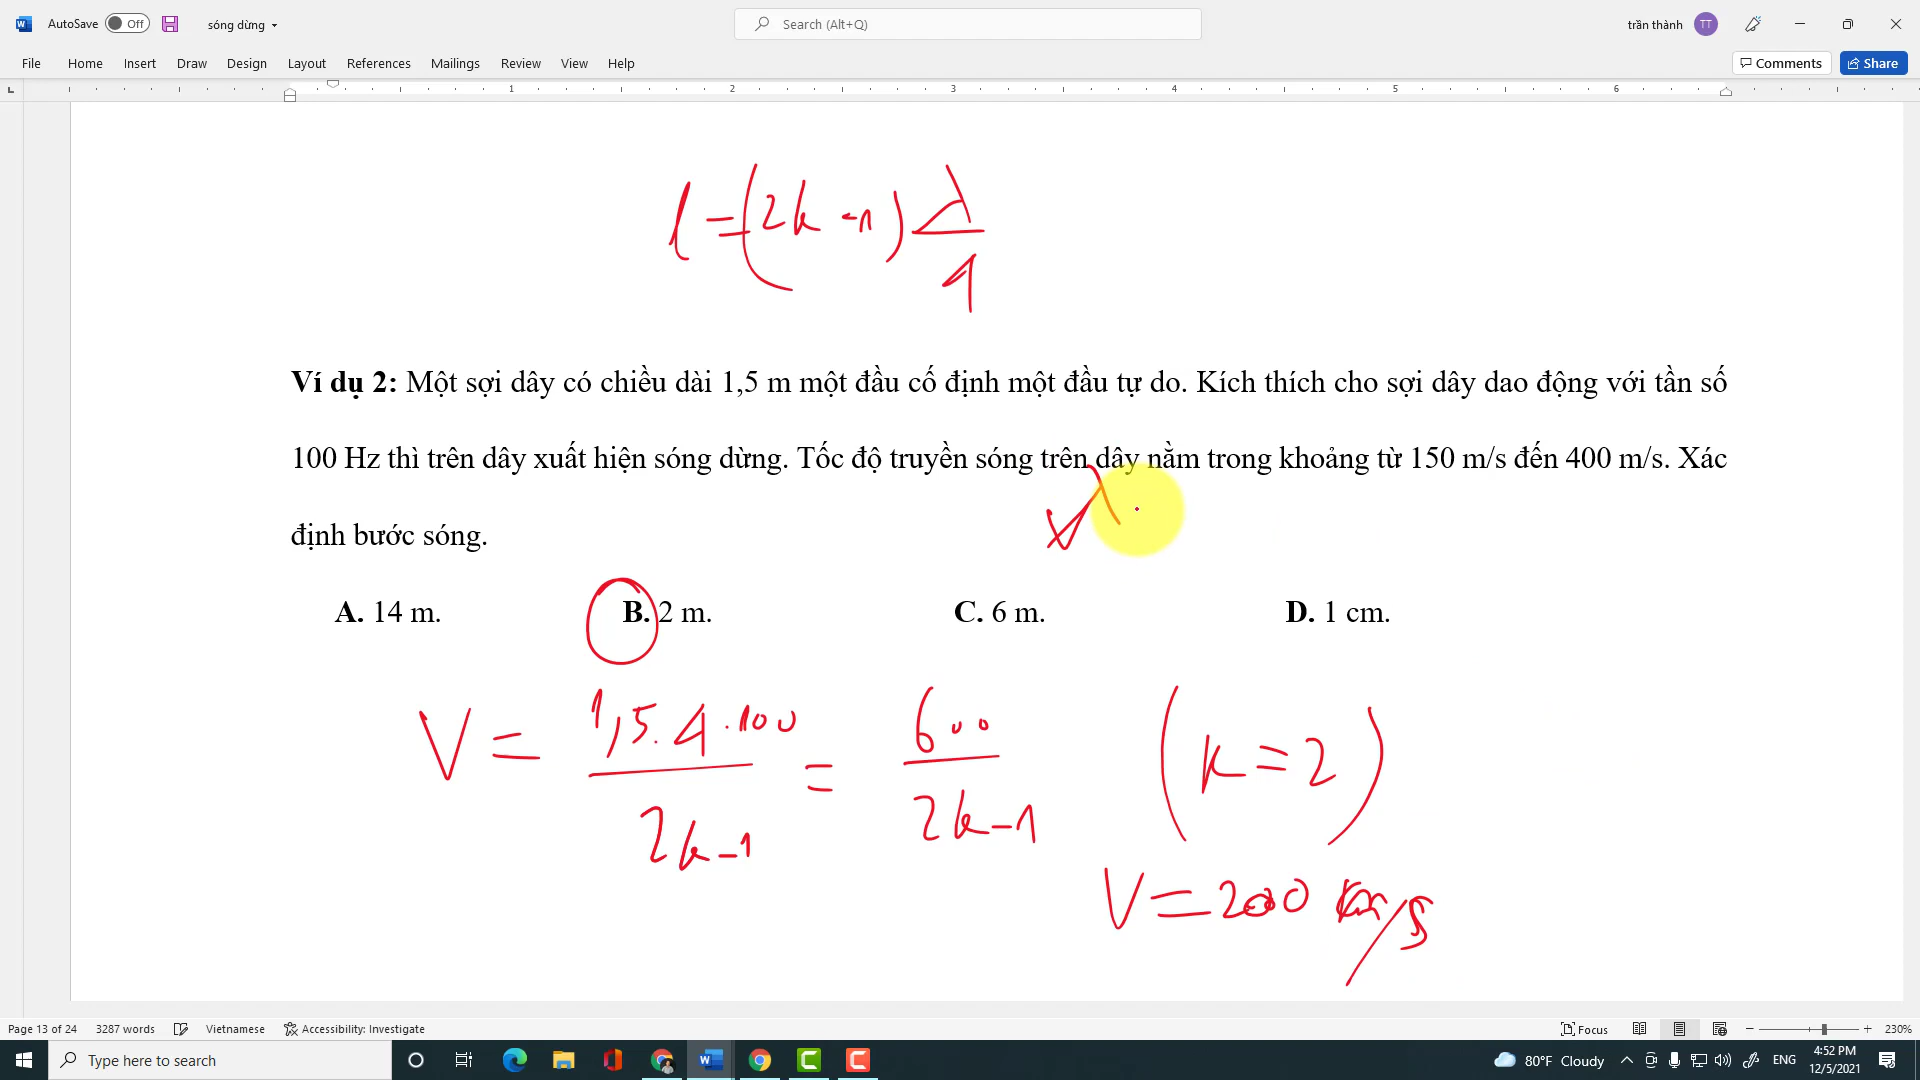 AutoSave Off sóng dừng Search (Alt+Q) trần thành TT
File Home Insert Draw Design Layout References Mailings Review View Help Comments Share
1 2 3 4 5 6
l = (2k - 1) λ/4
Ví dụ 2: Một sợi dây có chiều dài 1,5 m một đầu cố định một đầu tự do. Kích thích cho sợi dây dao động với tần số
100 Hz thì trên dây xuất hiện sóng dừng. Tốc độ truyền sóng trên dây nằm trong khoảng từ 150 m/s đến 400 m/s. Xác
định bước sóng.
A. 14 m. B. 2 m. C. 6 m. D. 1 cm.
V = 1,5.4.100 / 2k-1 = 600 / 2k-1 (k = 2)
V = 200 m/s
Page 13 of 24 3287 words Vietnamese Accessibility: Investigate Focus 230%
Type here to search 80°F Cloudy ENG 4:52 PM
12/5/2021